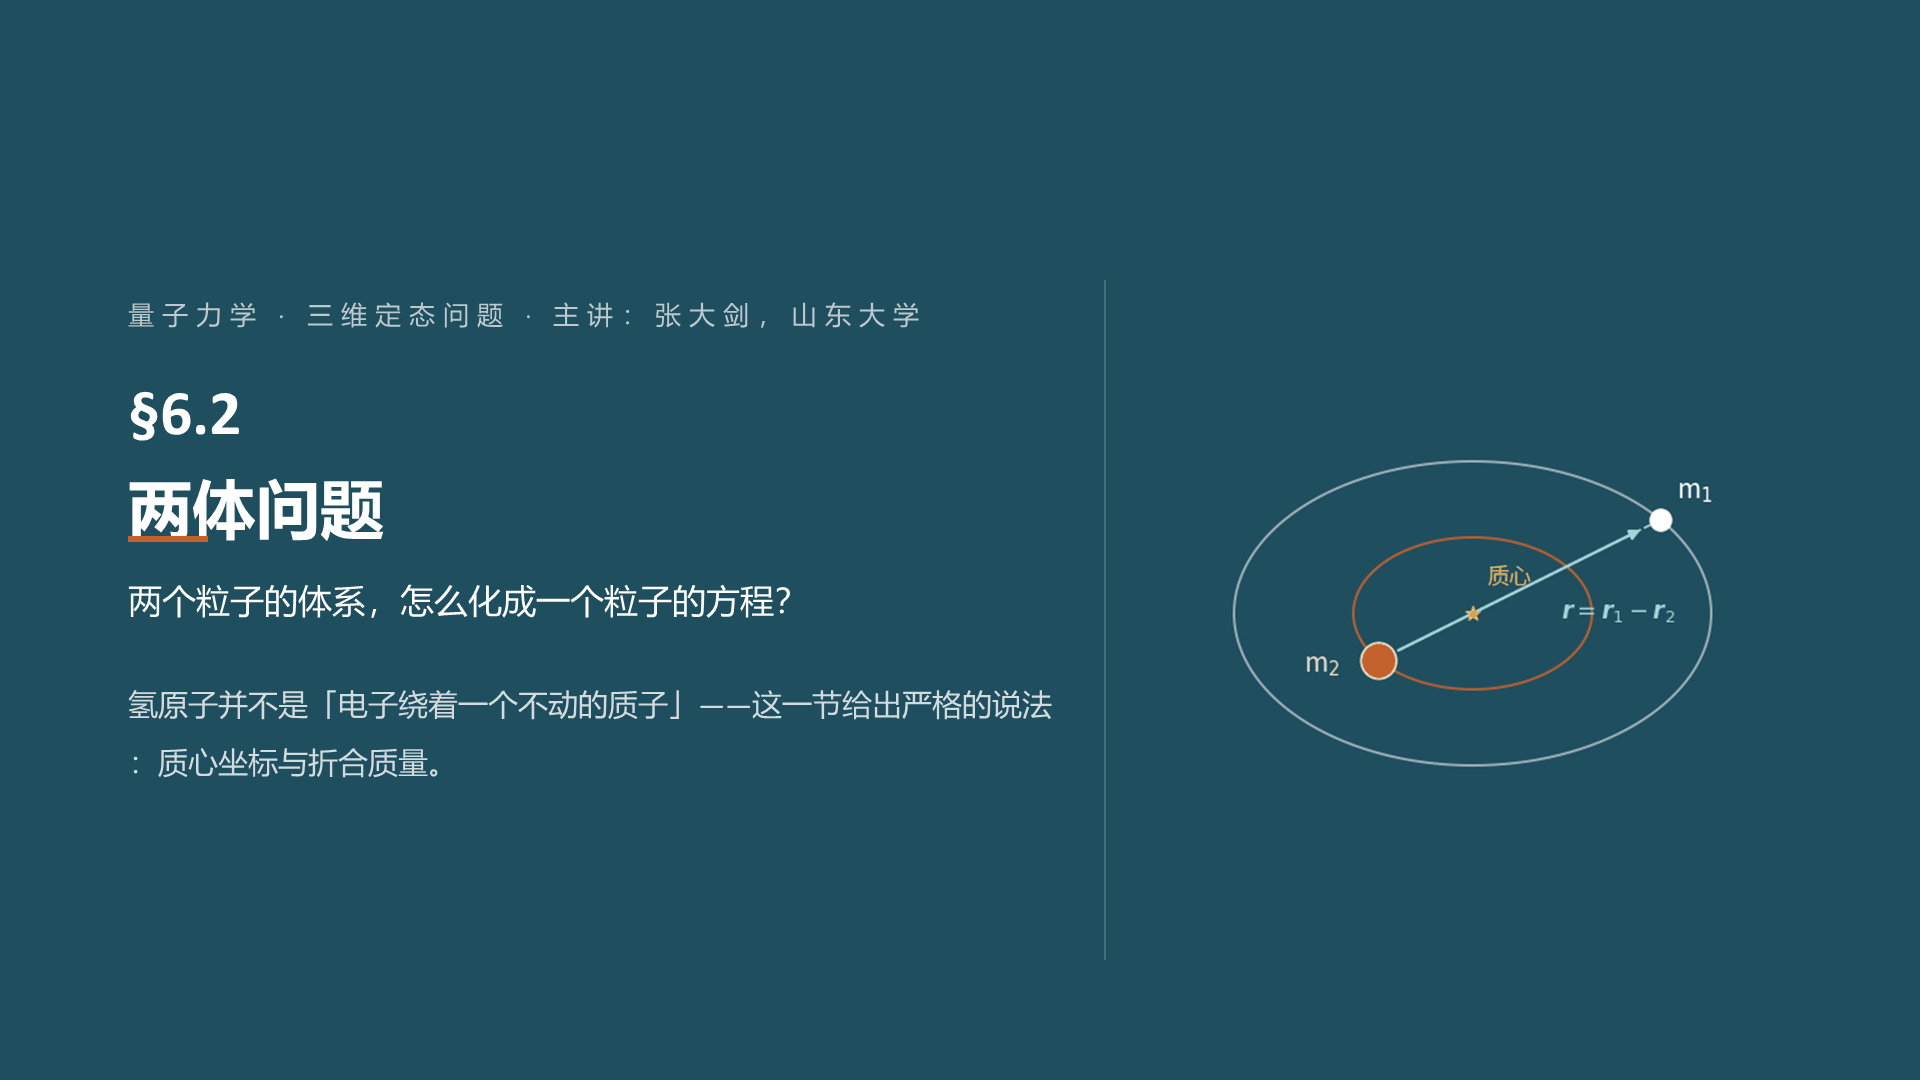 量子力学 · 三维定态问题 · 主讲：张大剑，山东大学
§6.2
两体问题
两个粒子的体系，怎么化成一个粒子的方程？
氢原子并不是「电子绕着一个不动的质子」——这一节给出严格的说法
：质心坐标与折合质量。
m₁
质心
r = r₁ − r₂
m₂